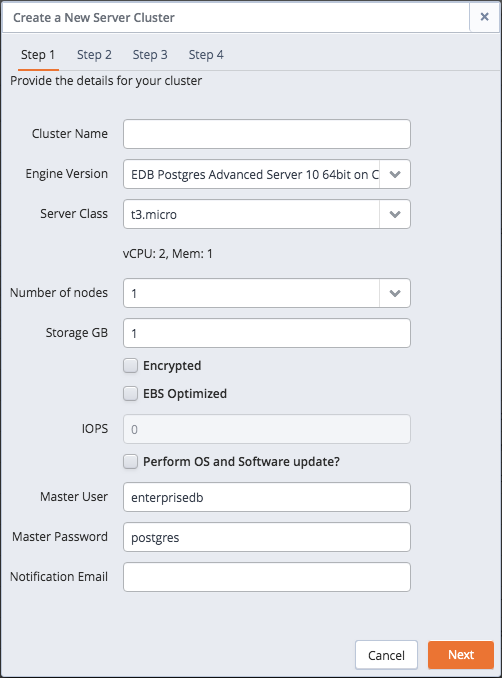 Create a New Server Cluster
Step 1 Step 2 Step 3 Step 4
Provide the details for your cluster
Cluster Name
Engine Version EDB Postgres Advanced Server 10 64bit on C
Server Class t3.micro
vCPU: 2, Mem: 1
Number of nodes 1
Storage GB 1
Encrypted
EBS Optimized
IOPS 0
Perform OS and Software update?
Master User enterprisedb
Master Password postgres
Notification Email
Cancel Next